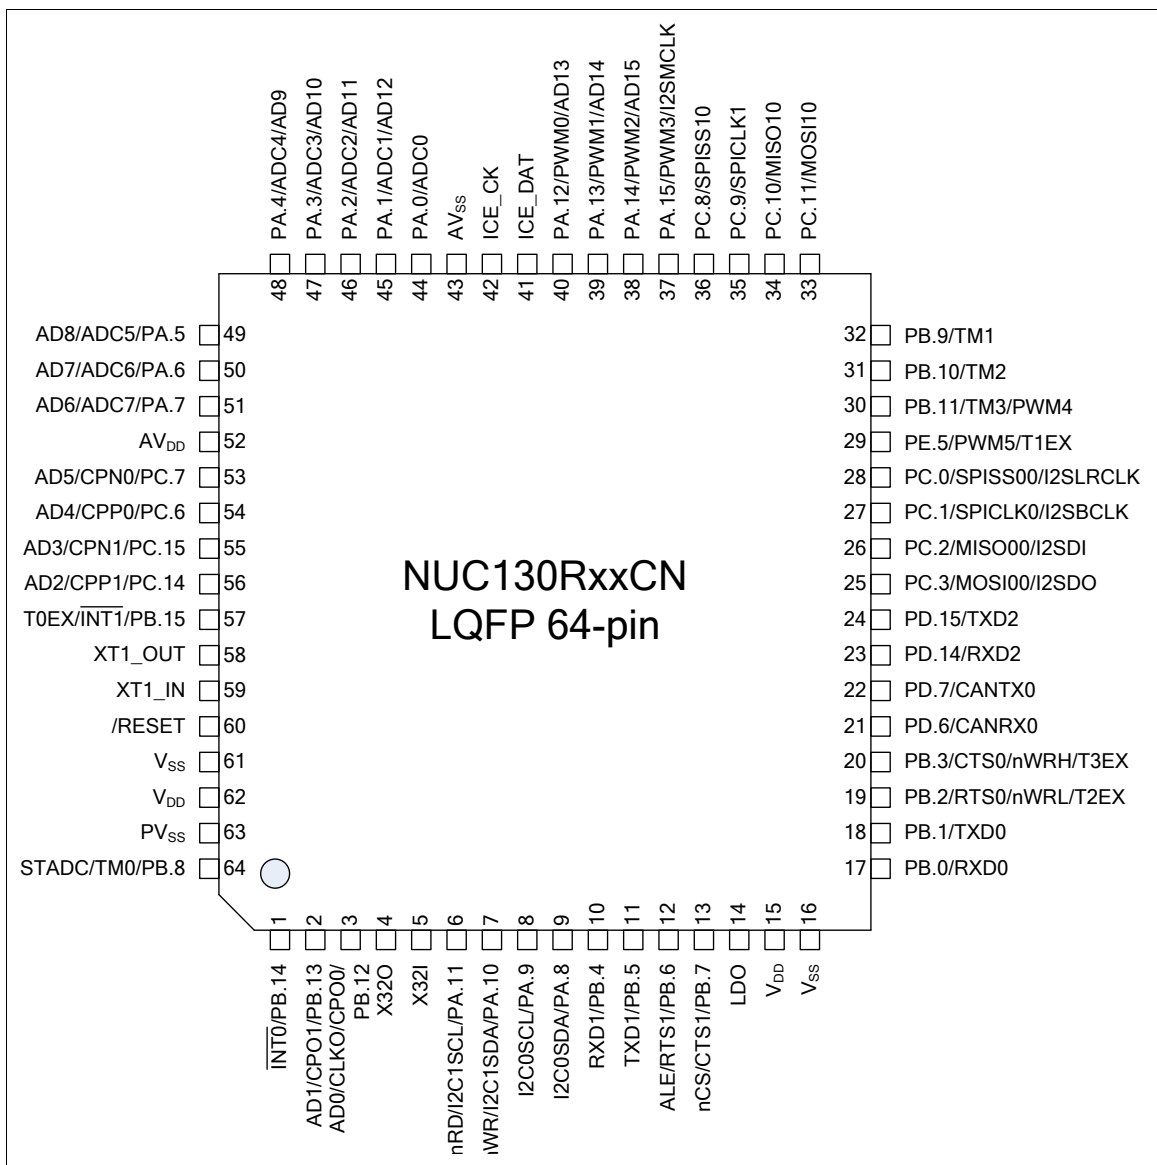 PA.4/ADC4/AD9
PA.3/ADC3/AD10
PA.2/ADC2/AD11
PA.1/ADC1/AD12
PA.0/ADC0
AVSS
ICE_CK
ICE_DAT
PA.12/PWM0/AD13
PA.13/PWM1/AD14
PA.14/PWM2/AD15
PA.15/PWM3/I2SMCLK
PC.8/SPISS10
PC.9/SPICLK1
PC.10/MISO10
PC.11/MOSI10
48 47 46 45 44 43 42 41 40 39 38 37 36 35 34 33
AD8/ADC5/PA.5 49
AD7/ADC6/PA.6 50
AD6/ADC7/PA.7 51
AVDD 52
AD5/CPN0/PC.7 53
AD4/CPP0/PC.6 54
AD3/CPN1/PC.15 55
AD2/CPP1/PC.14 56
T0EX/INT1/PB.15 57
XT1_OUT 58
XT1_IN 59
/RESET 60
VSS 61
VDD 62
PVSS 63
STADC/TM0/PB.8 64
NUC130RxxCN
LQFP 64-pin
32 PB.9/TM1
31 PB.10/TM2
30 PB.11/TM3/PWM4
29 PE.5/PWM5/T1EX
28 PC.0/SPISS00/I2SLRCLK
27 PC.1/SPICLK0/I2SBCLK
26 PC.2/MISO00/I2SDI
25 PC.3/MOSI00/I2SDO
24 PD.15/TXD2
23 PD.14/RXD2
22 PD.7/CANTX0
21 PD.6/CANRX0
20 PB.3/CTS0/nWRH/T3EX
19 PB.2/RTS0/nWRL/T2EX
18 PB.1/TXD0
17 PB.0/RXD0
1 2 3 4 5 6 7 8 9 10 11 12 13 14 15 16
INT0/PB.14
AD1/CPO1/PB.13
AD0/CLKO/CPO0/
PB.12
X32O
X32I
nRD/I2C1SCL/PA.11
nWR/I2C1SDA/PA.10
I2C0SCL/PA.9
I2C0SDA/PA.8
RXD1/PB.4
TXD1/PB.5
ALE/RTS1/PB.6
nCS/CTS1/PB.7
LDO
VDD
VSS